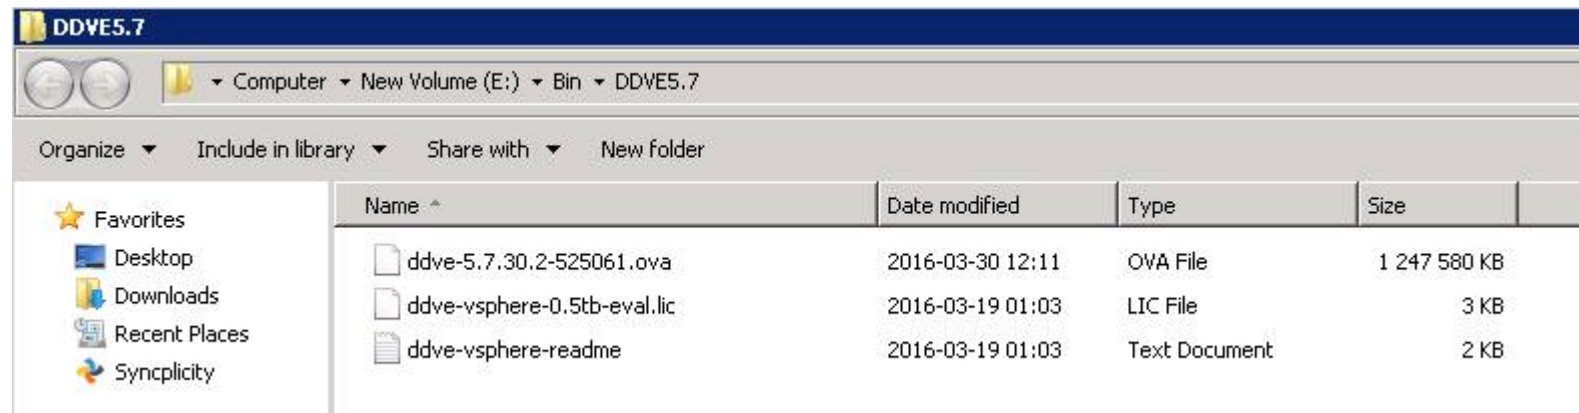 DDVE5.7
Computer New Volume (E:) Bin DDVE5.7
Organize Include in library Share with New folder
Name Date modified Type Size
Favorites
Desktop
Downloads
Recent Places
Syncplicity
ddve-5.7.30.2-525061.ova 2016-03-30 12:11 OVA File 1 247 580 KB
ddve-vsphere-0.5tb-eval.lic 2016-03-19 01:03 LIC File 3 KB
ddve-vsphere-readme 2016-03-19 01:03 Text Document 2 KB